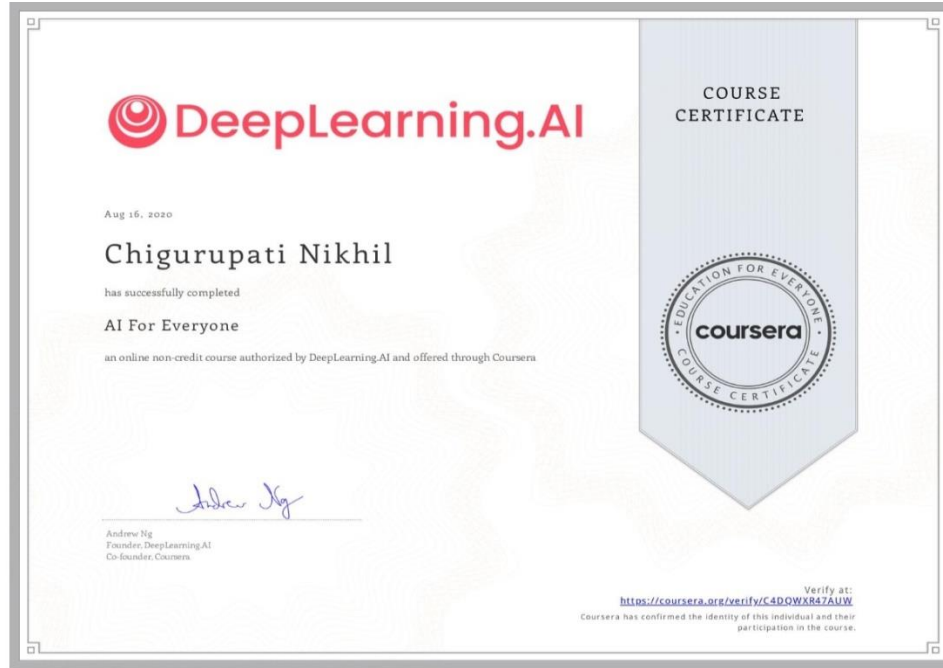 DeepLearning.AI
COURSE
CERTIFICATE
Aug 16, 2020
Chigurupati Nikhil
has successfully completed
AI For Everyone
an online non-credit course authorized by DeepLearning.AI and offered through Coursera
EDUCATION FOR EVERYONE
coursera
COURSE CERTIFICATE
Andrew Ng
Andrew Ng
Founder, DeepLearning.AI
Co-founder, Coursera
Verify at:
https://coursera.org/verify/C4DQWXR47AUW
Coursera has confirmed the identity of this individual and their
participation in the course.